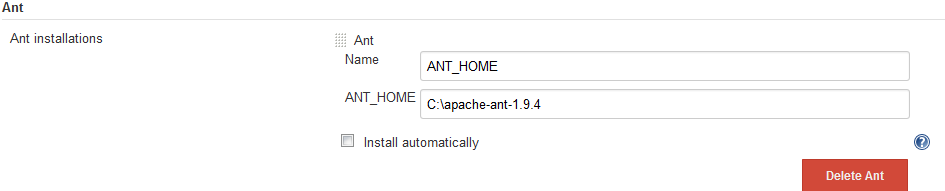 Ant
Ant installations
Ant
Name
ANT_HOME
ANT_HOME
C:\apache-ant-1.9.4
Install automatically
?
Delete Ant